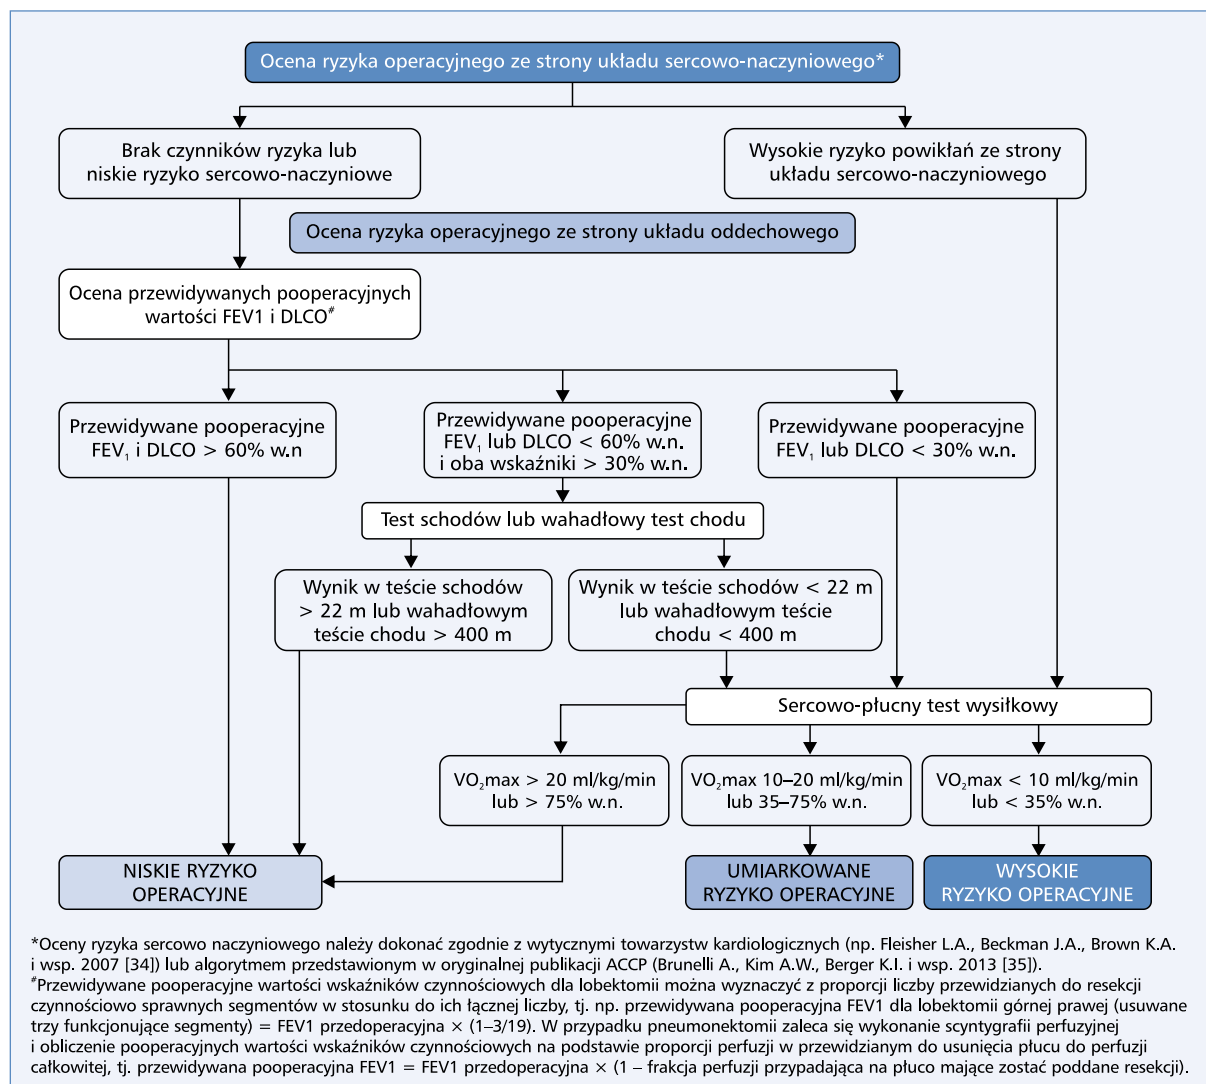 Ocena ryzyka operacyjnego ze strony układu sercowo-naczyniowego*
Brak czynników ryzyka lub
niskie ryzyko sercowo-naczyniowe
Wysokie ryzyko powikłań ze strony
układu sercowo-naczyniowego
Ocena ryzyka operacyjnego ze strony układu oddechowego
Ocena przewidywanych pooperacyjnych
wartości FEV1 i DLCO#
Przewidywane pooperacyjne
FEV₁ i DLCO > 60% w.n
Przewidywane pooperacyjne
FEV₁ lub DLCO < 60% w.n.
i oba wskaźniki > 30% w.n.
Przewidywane pooperacyjne
FEV₁ lub DLCO < 30% w.n.
Test schodów lub wahadłowy test chodu
Wynik w teście schodów
> 22 m lub wahadłowym
teście chodu > 400 m
Wynik w teście schodów < 22 m
lub wahadłowym teście
chodu < 400 m
Sercowo-płucny test wysiłkowy
VO₂max > 20 ml/kg/min
lub > 75% w.n.
VO₂max 10–20 ml/kg/min
lub 35–75% w.n.
VO₂max < 10 ml/kg/min
lub < 35% w.n.
NISKIE RYZYKO
OPERACYJNE
UMIARKOWANE
RYZYKO OPERACYJNE
WYSOKIE
RYZYKO OPERACYJNE
*Oceny ryzyka sercowo naczyniowego należy dokonać zgodnie z wytycznymi towarzystw kardiologicznych (np. Fleisher L.A., Beckman J.A., Brown K.A.
i wsp. 2007 [34]) lub algorytmem przedstawionym w oryginalnej publikacji ACCP (Brunelli A., Kim A.W., Berger K.I. i wsp. 2013 [35]).
#Przewidywane pooperacyjne wartości wskaźników czynnościowych dla lobektomii można wyznaczyć z proporcji liczby przewidzianych do resekcji
czynnościowo sprawnych segmentów w stosunku do ich łącznej liczby, tj. np. przewidywana pooperacyjna FEV1 dla lobektomii górnej prawej (usuwane
trzy funkcjonujące segmenty) = FEV1 przedoperacyjna × (1–3/19). W przypadku pneumonektomii zaleca się wykonanie scyntygrafii perfuzyjnej
i obliczenie pooperacyjnych wartości wskaźników czynnościowych na podstawie proporcji perfuzji w przewidzianym do usunięcia płucu do perfuzji
całkowitej, tj. przewidywana pooperacyjna FEV1 = FEV1 przedoperacyjna × (1 – frakcja perfuzji przypadająca na płuco mające zostać poddane resekcji).